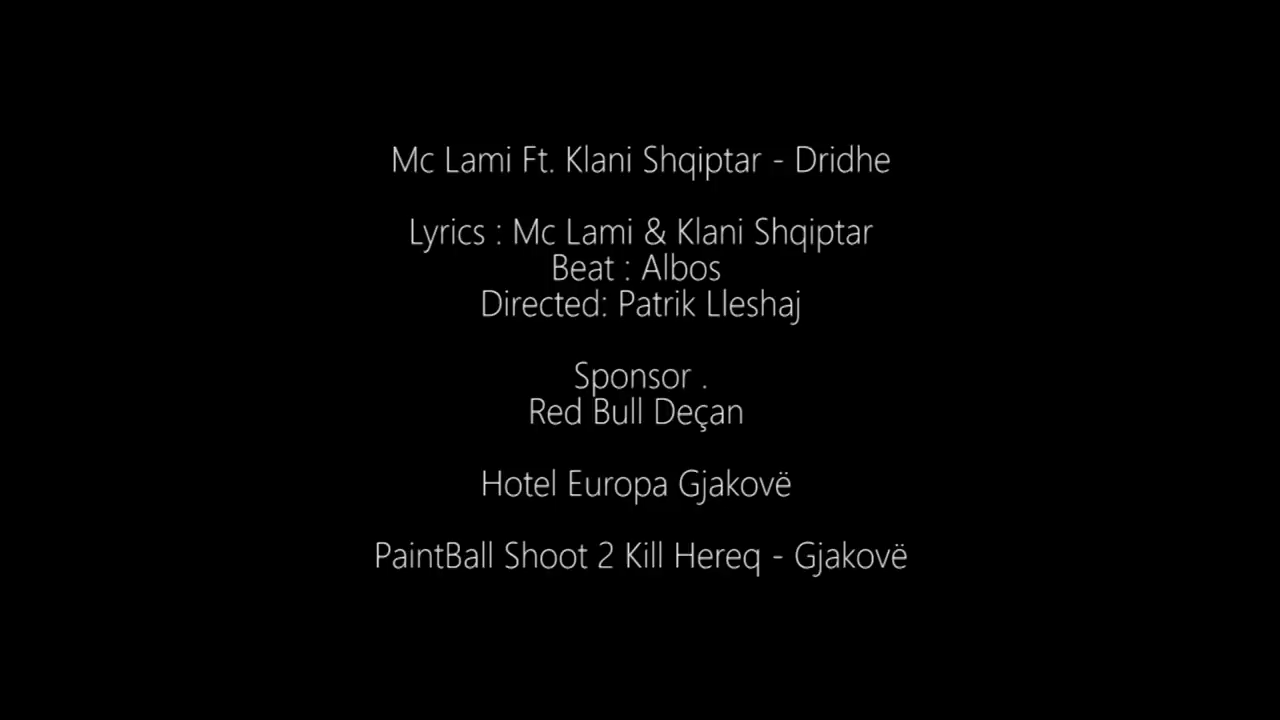 Mc Lami Ft. Klani Shqiptar - Dridhe
Lyrics : Mc Lami & Klani Shqiptar
Beat : Albos
Directed: Patrik Lleshaj
Sponsor .
Red Bull Deçan
Hotel Europa Gjakovë
PaintBall Shoot 2 Kill Hereq - Gjakovë